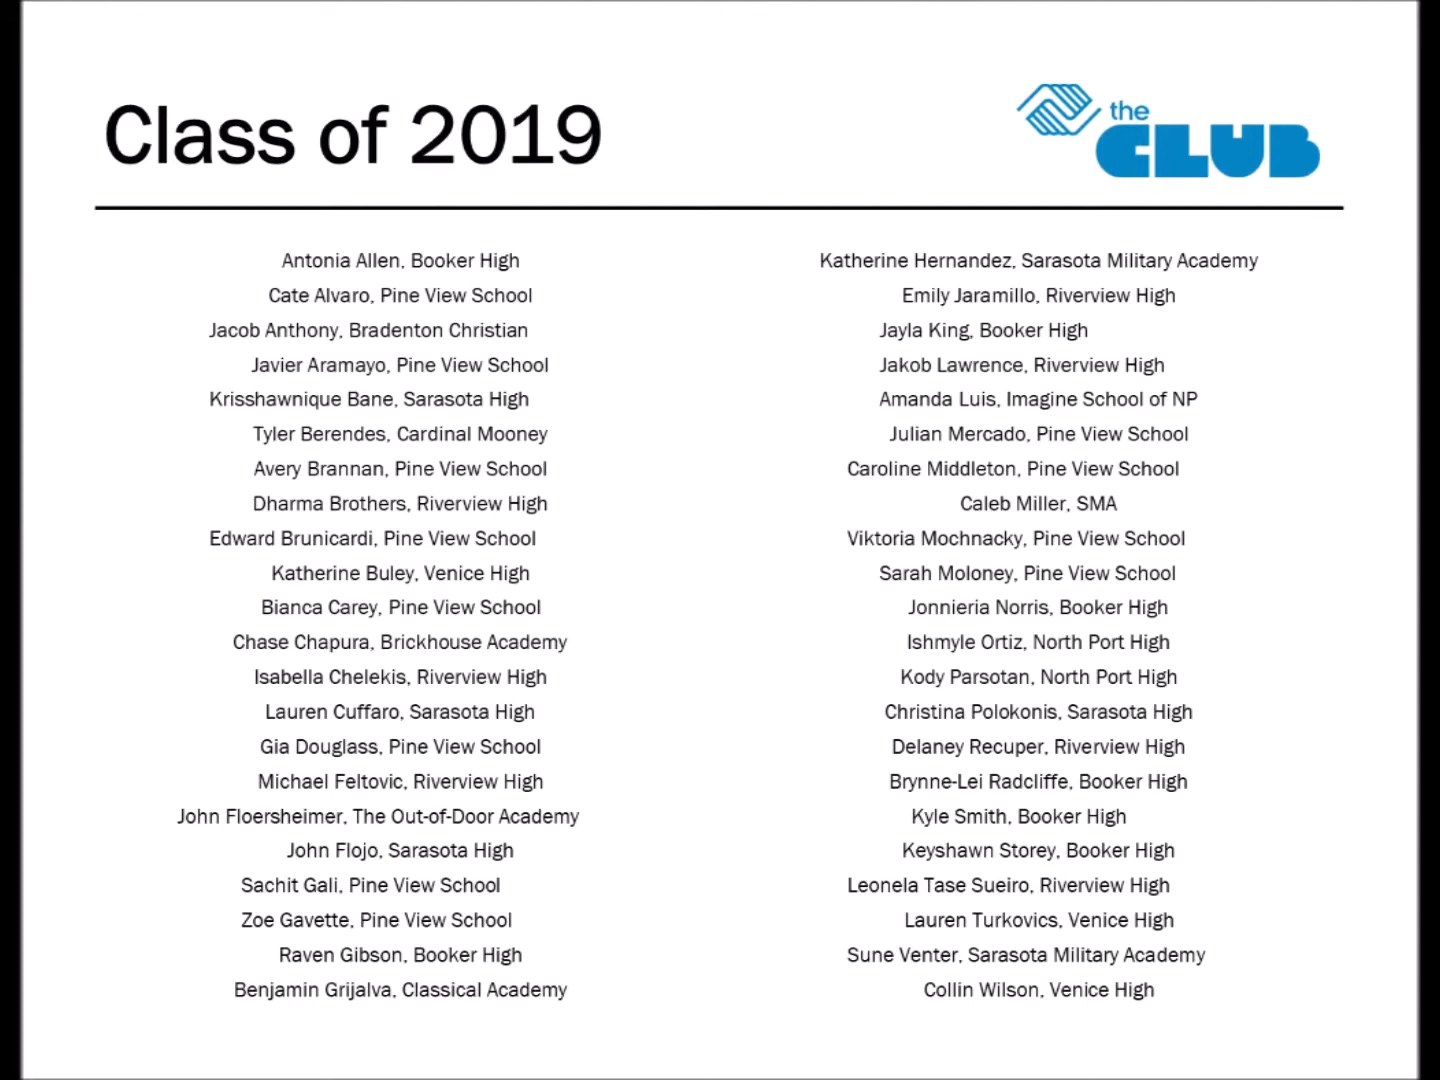 Class of 2019
the
CLUB
Antonia Allen, Booker High
Cate Alvaro, Pine View School
Jacob Anthony, Bradenton Christian
Javier Aramayo, Pine View School
Krisshawnique Bane, Sarasota High
Tyler Berendes, Cardinal Mooney
Avery Brannan, Pine View School
Dharma Brothers, Riverview High
Edward Brunicardi, Pine View School
Katherine Buley, Venice High
Bianca Carey, Pine View School
Chase Chapura, Brickhouse Academy
Isabella Chelekis, Riverview High
Lauren Cuffaro, Sarasota High
Gia Douglass, Pine View School
Michael Feltovic, Riverview High
John Floersheimer, The Out-of-Door Academy
John Flojo, Sarasota High
Sachit Gali, Pine View School
Zoe Gavette, Pine View School
Raven Gibson, Booker High
Benjamin Grijalva, Classical Academy
Katherine Hernandez, Sarasota Military Academy
Emily Jaramillo, Riverview High
Jayla King, Booker High
Jakob Lawrence, Riverview High
Amanda Luis, Imagine School of NP
Julian Mercado, Pine View School
Caroline Middleton, Pine View School
Caleb Miller, SMA
Viktoria Mochnacky, Pine View School
Sarah Moloney, Pine View School
Jonnieria Norris, Booker High
Ishmyle Ortiz, North Port High
Kody Parsotan, North Port High
Christina Polokonis, Sarasota High
Delaney Recuper, Riverview High
Brynne-Lei Radcliffe, Booker High
Kyle Smith, Booker High
Keyshawn Storey, Booker High
Leonela Tase Sueiro, Riverview High
Lauren Turkovics, Venice High
Sune Venter, Sarasota Military Academy
Collin Wilson, Venice High